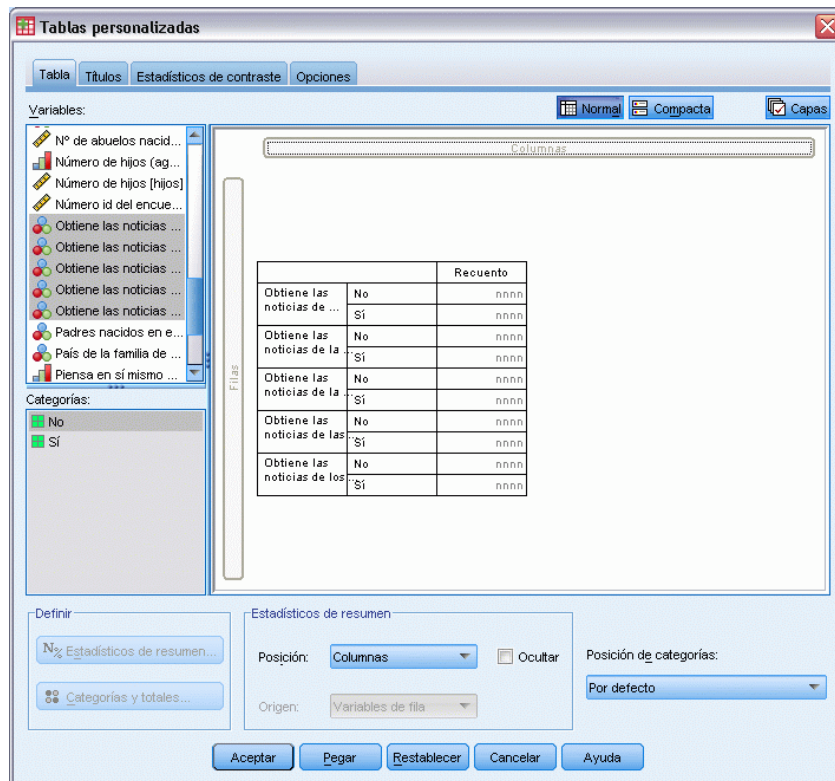 Tablas personalizadas
Tabla
Títulos
Estadísticos de contraste
Opciones
Variables:
Normal
Compacta
Capas
Nº de abuelos nacid...
Número de hijos (ag...
Número de hijos [hijos]
Número id del encue...
Obtiene las noticias ...
Obtiene las noticias ...
Obtiene las noticias ...
Obtiene las noticias ...
Obtiene las noticias ...
Padres nacidos en e...
País de la familia de ...
Piensa en sí mismo ...
Categorías:
No
Sí
Columnas
Filas
Recuento
Obtiene las
noticias de ...
No nnnn
Sí nnnn
Obtiene las
noticias de la ...
No nnnn
Sí nnnn
Obtiene las
noticias de la ...
No nnnn
Sí nnnn
Obtiene las
noticias de las...
No nnnn
Sí nnnn
Obtiene las
noticias de los...
No nnnn
Sí nnnn
Definir
N% Estadísticos de resumen...
Categorías y totales...
Estadísticos de resumen
Posición: Columnas
Ocultar
Origen: Variables de fila
Posición de categorías:
Por defecto
Aceptar
Pegar
Restablecer
Cancelar
Ayuda